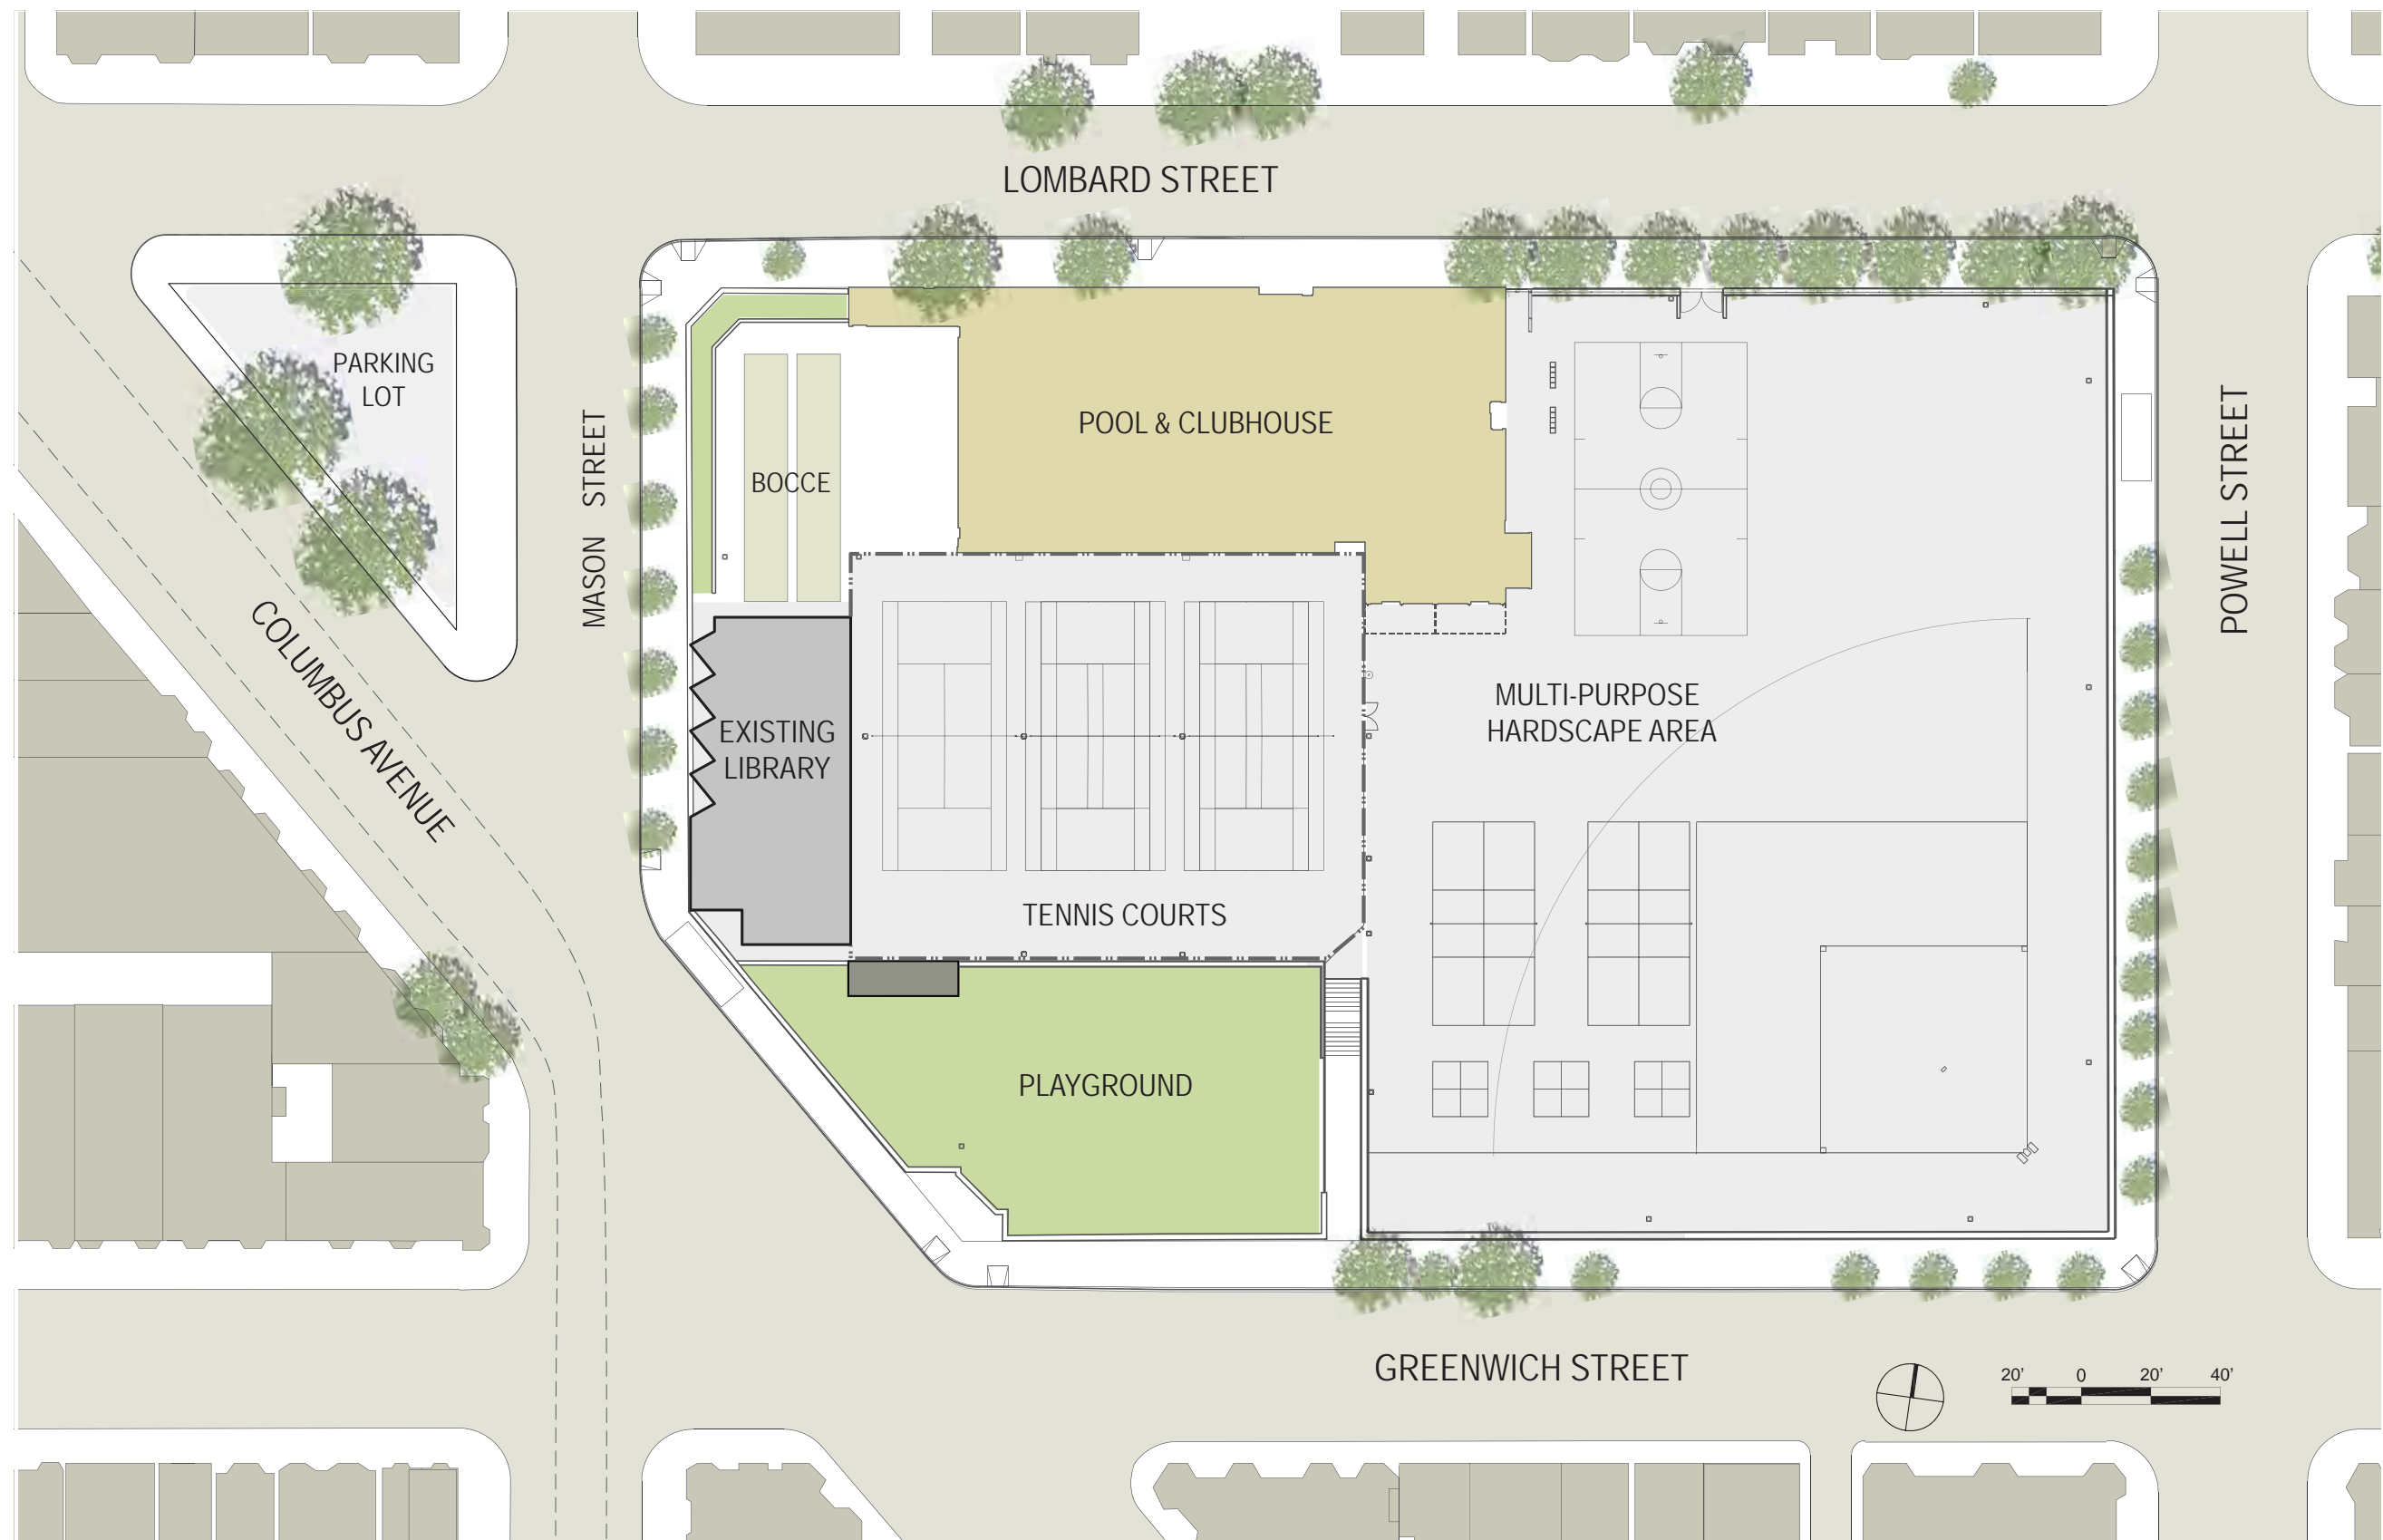 LOMBARD STREET
PARKING
LOT
MASON STREET
BOCCE
POOL & CLUBHOUSE
POWELL STREET
COLUMBUS AVENUE
EXISTING
LIBRARY
MULTI-PURPOSE
HARDSCAPE AREA
TENNIS COURTS
PLAYGROUND
GREENWICH STREET
20' 0 20' 40'